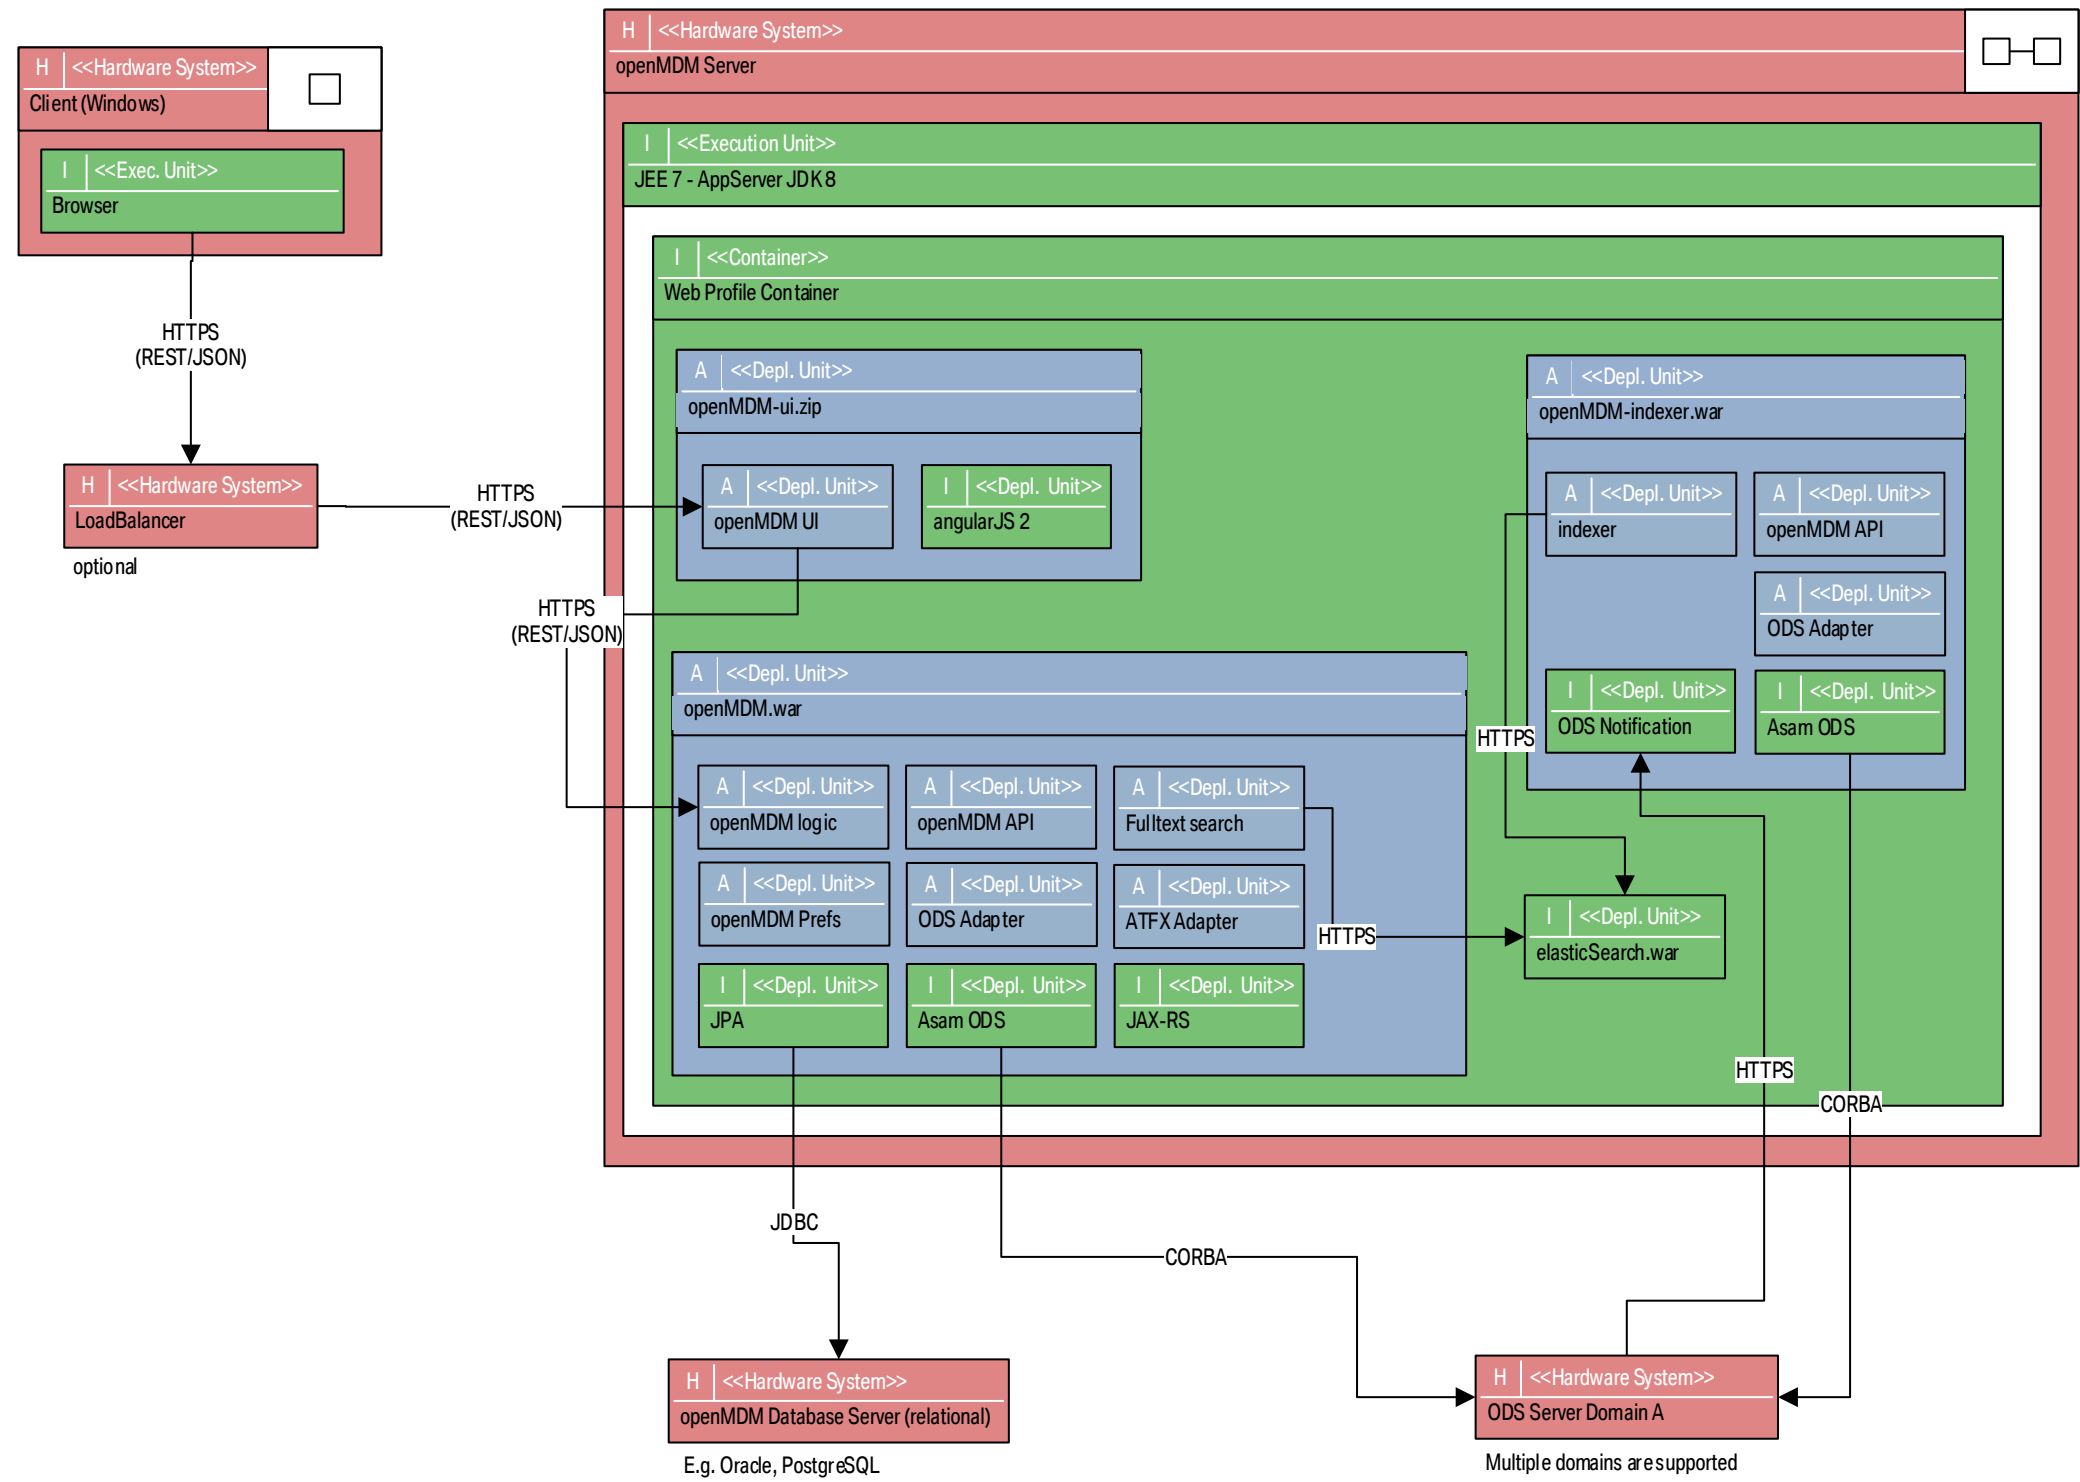 H <<Hardware System>>
Client (Windows)
I <<Exec. Unit>>
Browser
HTTPS
(REST/JSON)
H <<Hardware System>>
LoadBalancer
optional
HTTPS
(REST/JSON)
HTTPS
(REST/JSON)
H <<Hardware System>>
openMDM Server
I <<Execution Unit>>
JEE 7 - AppServer JDK 8
I <<Container>>
Web Profile Container
A <<Depl. Unit>>
openMDM-ui.zip
A <<Depl. Unit>>
openMDM UI
I <<Depl. Unit>>
angularJS 2
A <<Depl. Unit>>
openMDM-indexer.war
A <<Depl. Unit>>
indexer
A <<Depl. Unit>>
openMDM API
A <<Depl. Unit>>
ODS Adapter
I <<Depl. Unit>>
ODS Notification
I <<Depl. Unit>>
Asam ODS
HTTPS
A <<Depl. Unit>>
openMDM.war
A <<Depl. Unit>>
openMDM logic
A <<Depl. Unit>>
openMDM API
A <<Depl. Unit>>
Fulltext search
A <<Depl. Unit>>
openMDM Prefs
A <<Depl. Unit>>
ODS Adapter
A <<Depl. Unit>>
ATFX Adapter
HTTPS
I <<Depl. Unit>>
JPA
I <<Depl. Unit>>
Asam ODS
I <<Depl. Unit>>
JAX-RS
I <<Depl. Unit>>
elasticSearch.war
HTTPS
CORBA
JDBC
CORBA
H <<Hardware System>>
openMDM Database Server (relational)
E.g. Oracle, PostgreSQL
H <<Hardware System>>
ODS Server Domain A
Multiple domains are supported